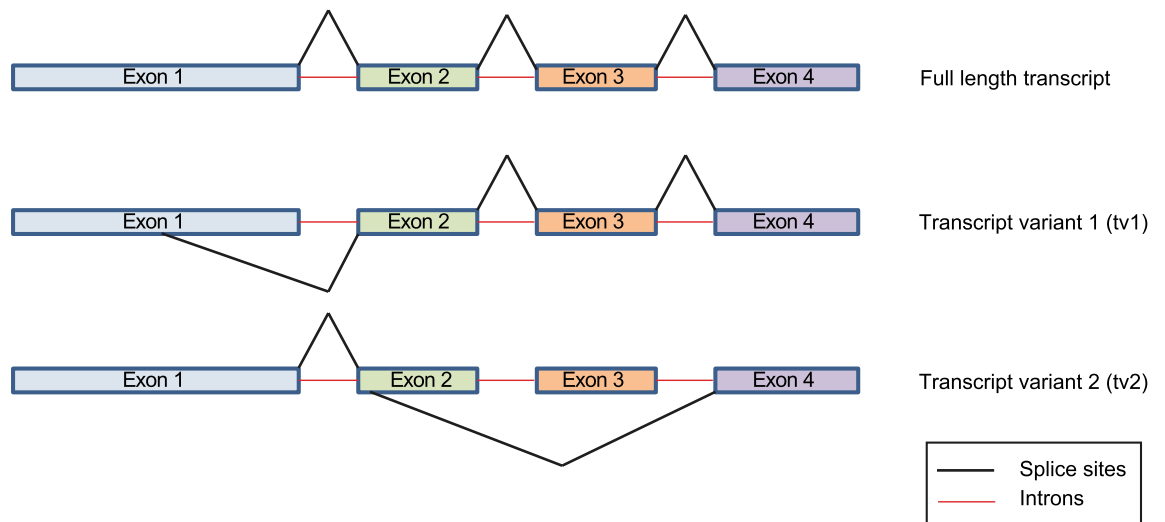 Exon 1 Exon 2 Exon 3 Exon 4 Full length transcript
Exon 1 Exon 2 Exon 3 Exon 4 Transcript variant 1 (tv1)
Exon 1 Exon 2 Exon 3 Exon 4 Transcript variant 2 (tv2)
Splice sites
Introns